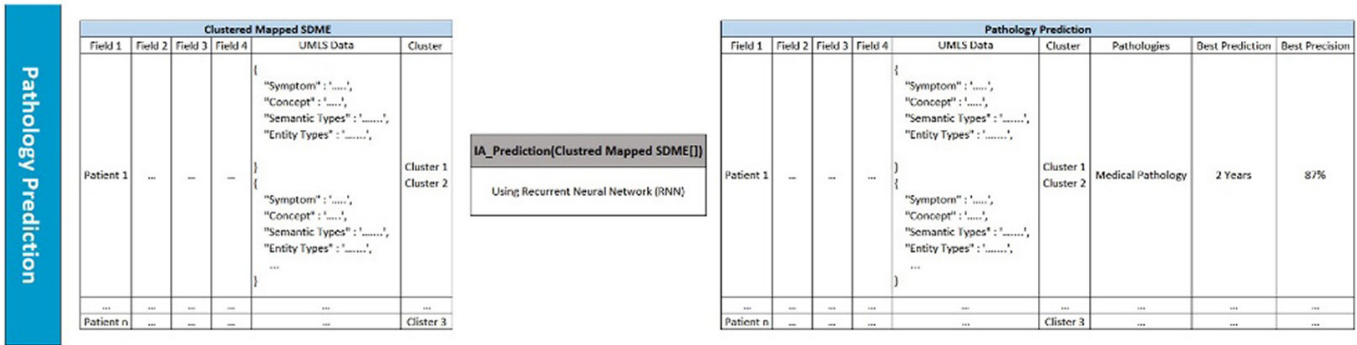 Pathology Prediction
Clustered Mapped SDME
Field 1 Field 2 Field 3 Field 4 UMLS Data Cluster
{
"Symptom" : '.....',
"Concept" : '.....',
"Semantic Types" : '.......',
"Entity Types" : '.......',
}
Patient 1 ... ... ... Cluster 1
{ Cluster 2
"Symptom" : '.....',
"Concept" : '.....',
"Semantic Types" : '.......',
"Entity Types" : '.......',
...
}
... ... ... ... ... ...
Patient n ... ... ... ... Clister 3
IA_Prediction(Clustred Mapped SDME[])
Using Recurrent Neural Network (RNN)
Pathology Prediction
Field 1 Field 2 Field 3 Field 4 UMLS Data Cluster Pathologies Best Prediction Best Precision
{
"Symptom" : '.....',
"Concept" : '.....',
"Semantic Types" : '.......',
"Entity Types" : '.......',
}
Patient 1 ... ... ... Cluster 1 Medical Pathology 2 Years 87%
{ Cluster 2
"Symptom" : '.....',
"Concept" : '.....',
"Semantic Types" : '.......',
"Entity Types" : '.......',
...
}
... ... ... ... ... ... ... ... ...
Patient n ... ... ... ... Clister 3 ... ... ...